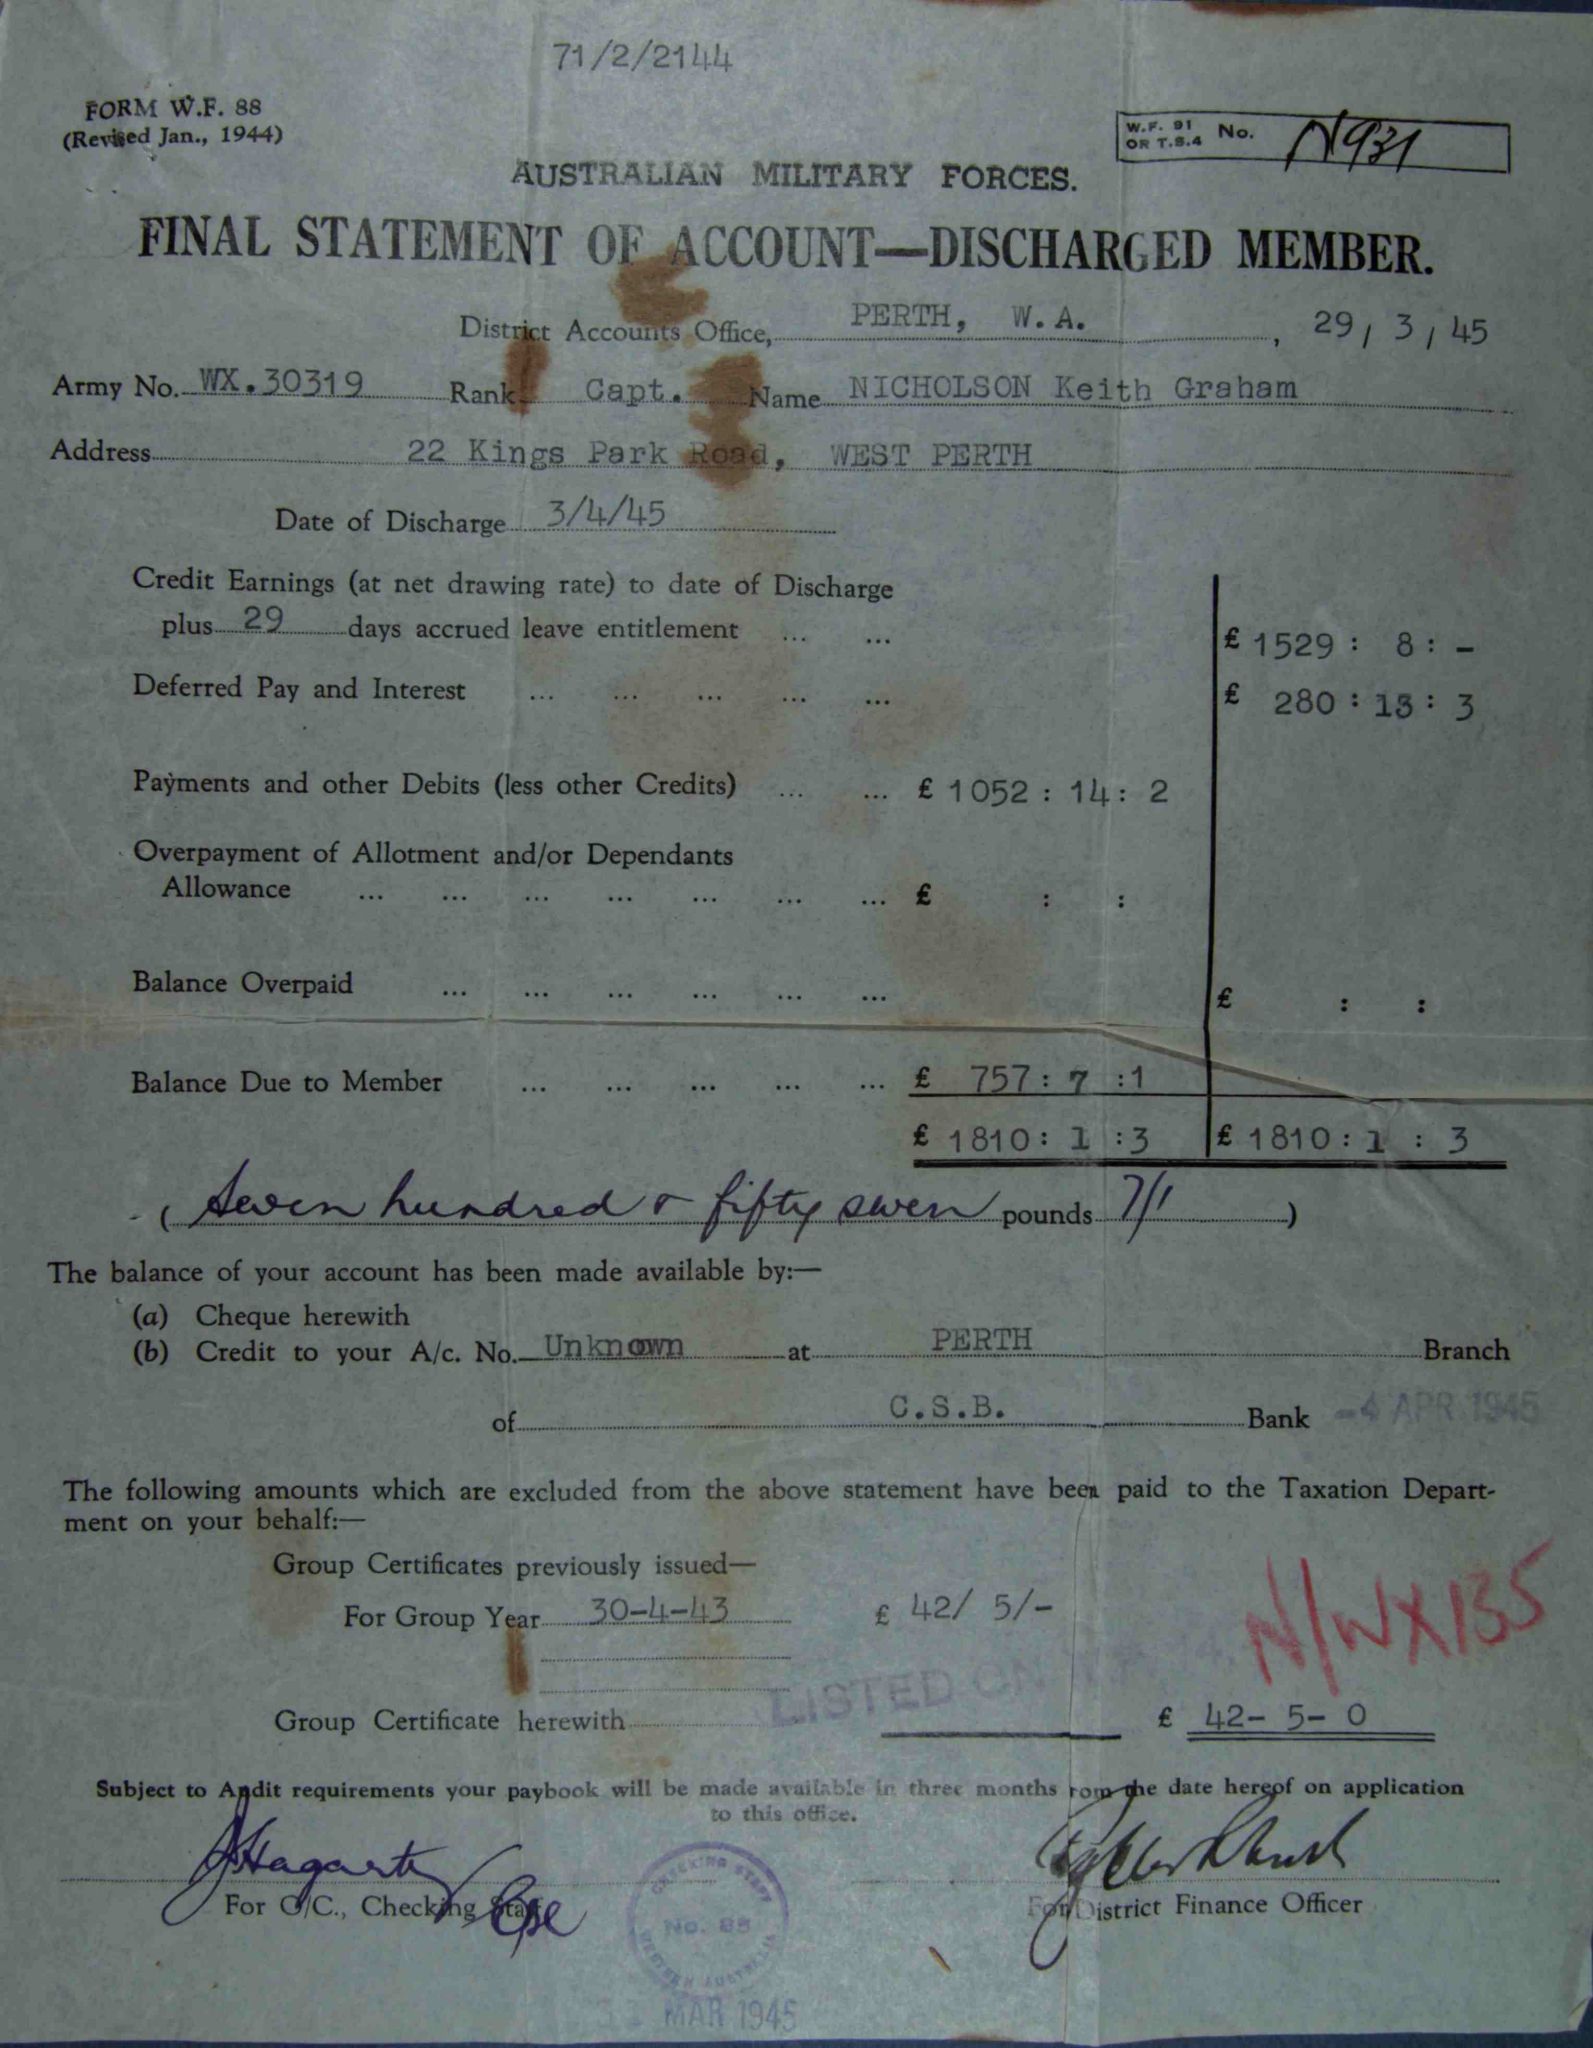 71/2/2144
FORM W.F. 88
(Revised Jan., 1944)
W.F. 91
OR T.S.4 No. N931
AUSTRALIAN MILITARY FORCES.
FINAL STATEMENT OF ACCOUNT—DISCHARGED MEMBER.
District Accounts Office, PERTH, W.A. , 29 / 3 / 45
Army No. WX.30319 Rank Capt. Name NICHOLSON Keith Graham
Address 22 Kings Park Road, WEST PERTH
Date of Discharge 3/4/45
Credit Earnings (at net drawing rate) to date of Discharge
plus 29 days accrued leave entitlement ... ... £ 1529 : 8 : -
Deferred Pay and Interest ... ... ... ... ... £ 280 : 13 : 3
Payments and other Debits (less other Credits) ... ... £ 1052 : 14 : 2
Overpayment of Allotment and/or Dependants
Allowance ... ... ... ... ... ... ... £ : :
Balance Overpaid ... ... ... ... ... ... £ : :
Balance Due to Member ... ... ... ... ... £ 757 : 7 : 1
£ 1810 : 1 : 3 £ 1810 : 1 : 3
( Seven hundred & fifty seven pounds 7/1 )
The balance of your account has been made available by:—
(a) Cheque herewith
(b) Credit to your A/c. No. Unknown at PERTH Branch
of C.S.B. Bank -4 APR 1945
The following amounts which are excluded from the above statement have been paid to the Taxation Depart-
ment on your behalf:—
Group Certificates previously issued—
For Group Year 30-4-43 £ 42/ 5/-
N/WX135
LISTED ON
Group Certificate herewith £ 42- 5- 0
Subject to Audit requirements your paybook will be made available in three months from the date hereof on application
to this office.
JHagarty
For O/C., Checking Staff
For District Finance Officer
CHECKING STAFF
No. 88
WESTERN AUSTRALIA
MAR 1945